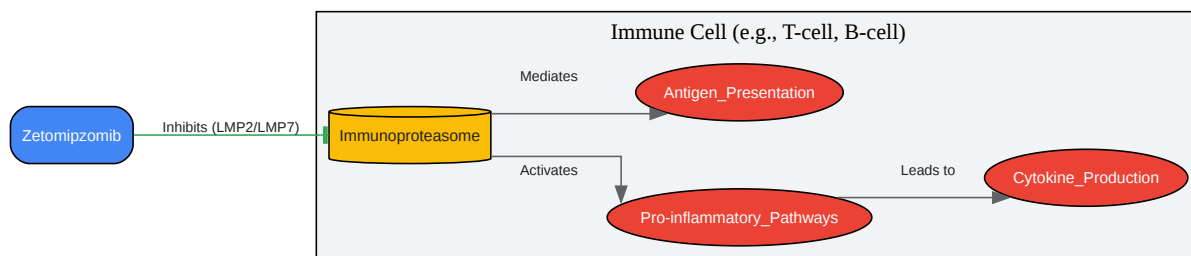 Immune Cell (e.g., T-cell, B-cell)
Mediates
Antigen_Presentation
Zetomipzomib
Inhibits (LMP2/LMP7)
Immunoproteasome
Activates
Leads to
Cytokine_Production
Pro-inflammatory_Pathways